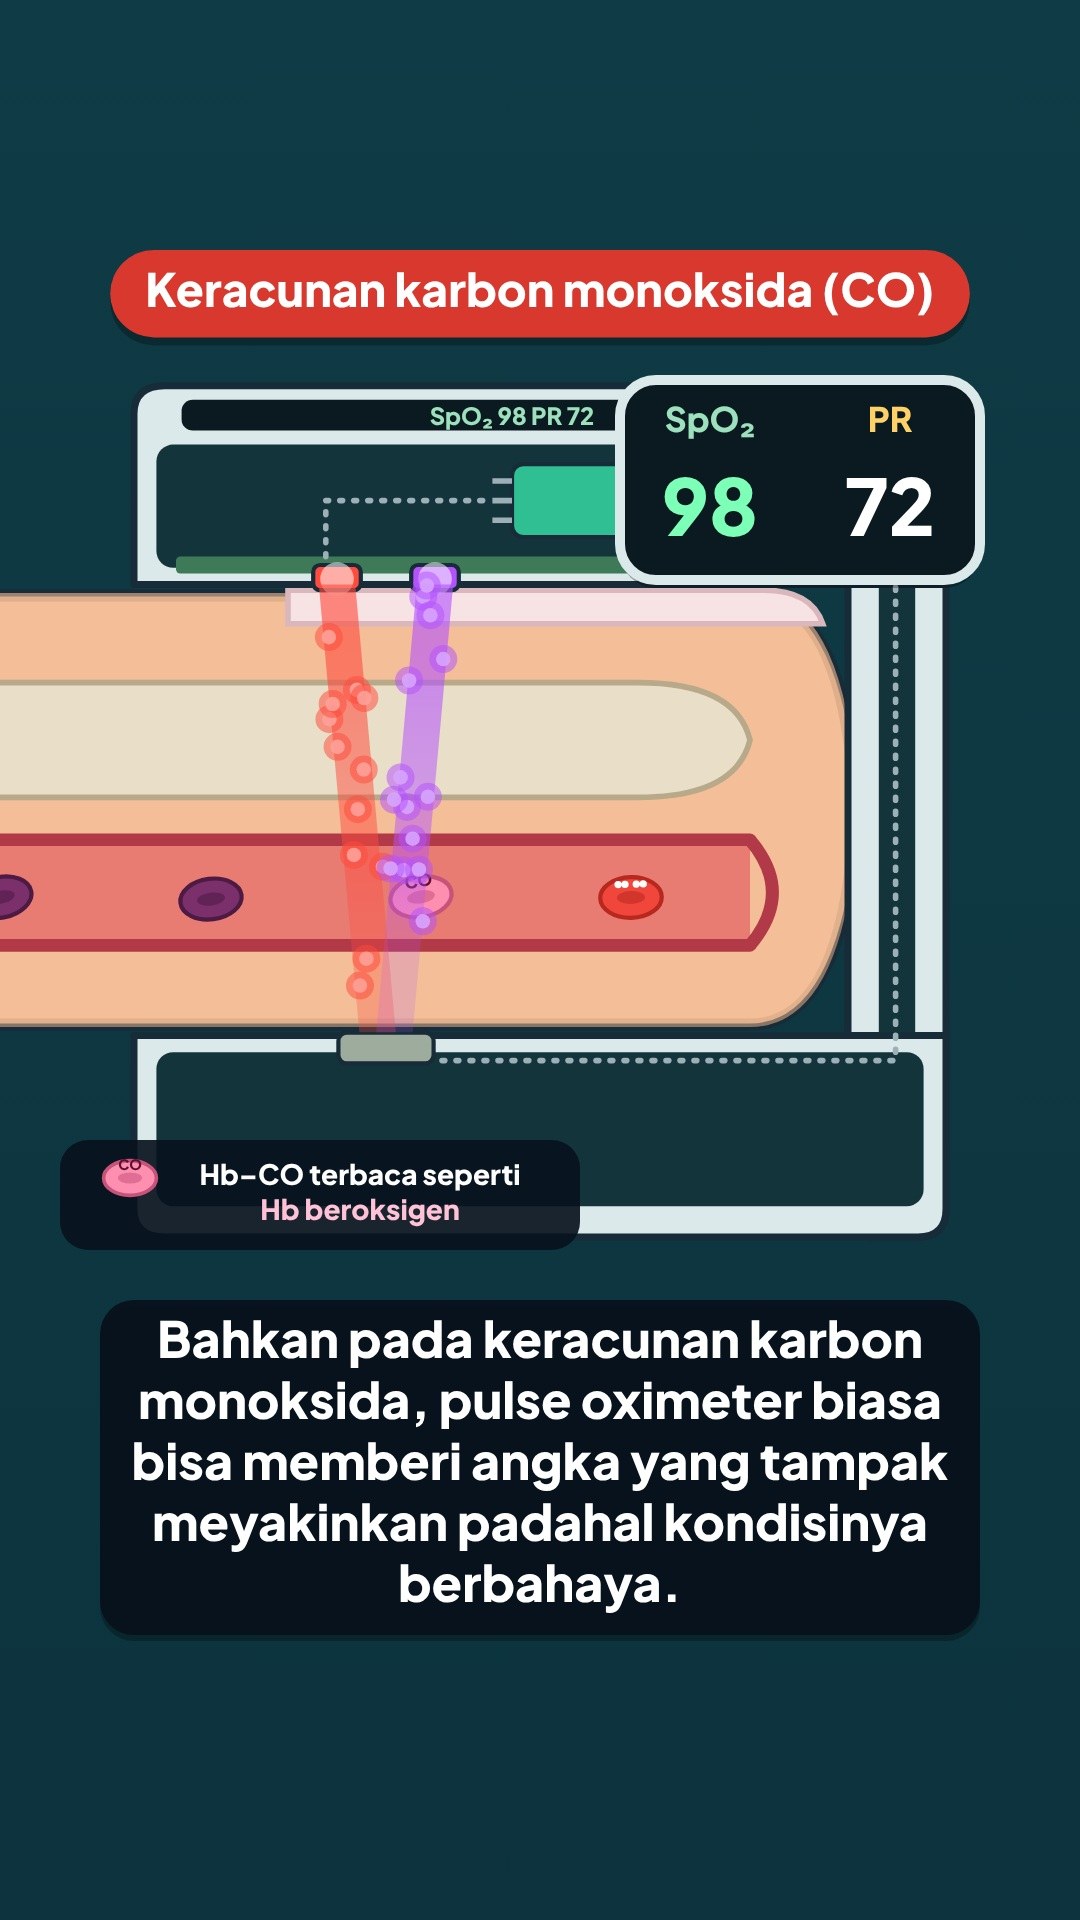 Keracunan karbon monoksida (CO)
SpO₂ 98 PR 72
SpO₂ PR
98 72
CO
CO
Hb–CO terbaca seperti
Hb beroksigen
Bahkan pada keracunan karbon
monoksida, pulse oximeter biasa
bisa memberi angka yang tampak
meyakinkan padahal kondisinya
berbahaya.